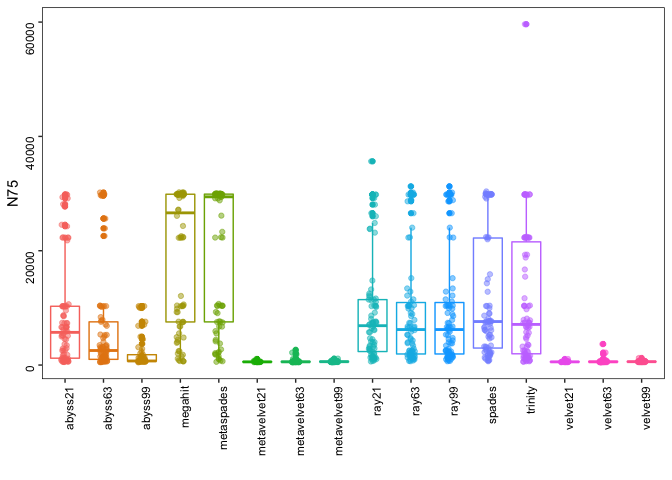 N75
60000
40000
20000
0
abyss21
abyss63
abyss99
megahit
metaspades
metavelvet21
metavelvet63
metavelvet99
ray21
ray63
ray99
spades
trinity
velvet21
velvet63
velvet99